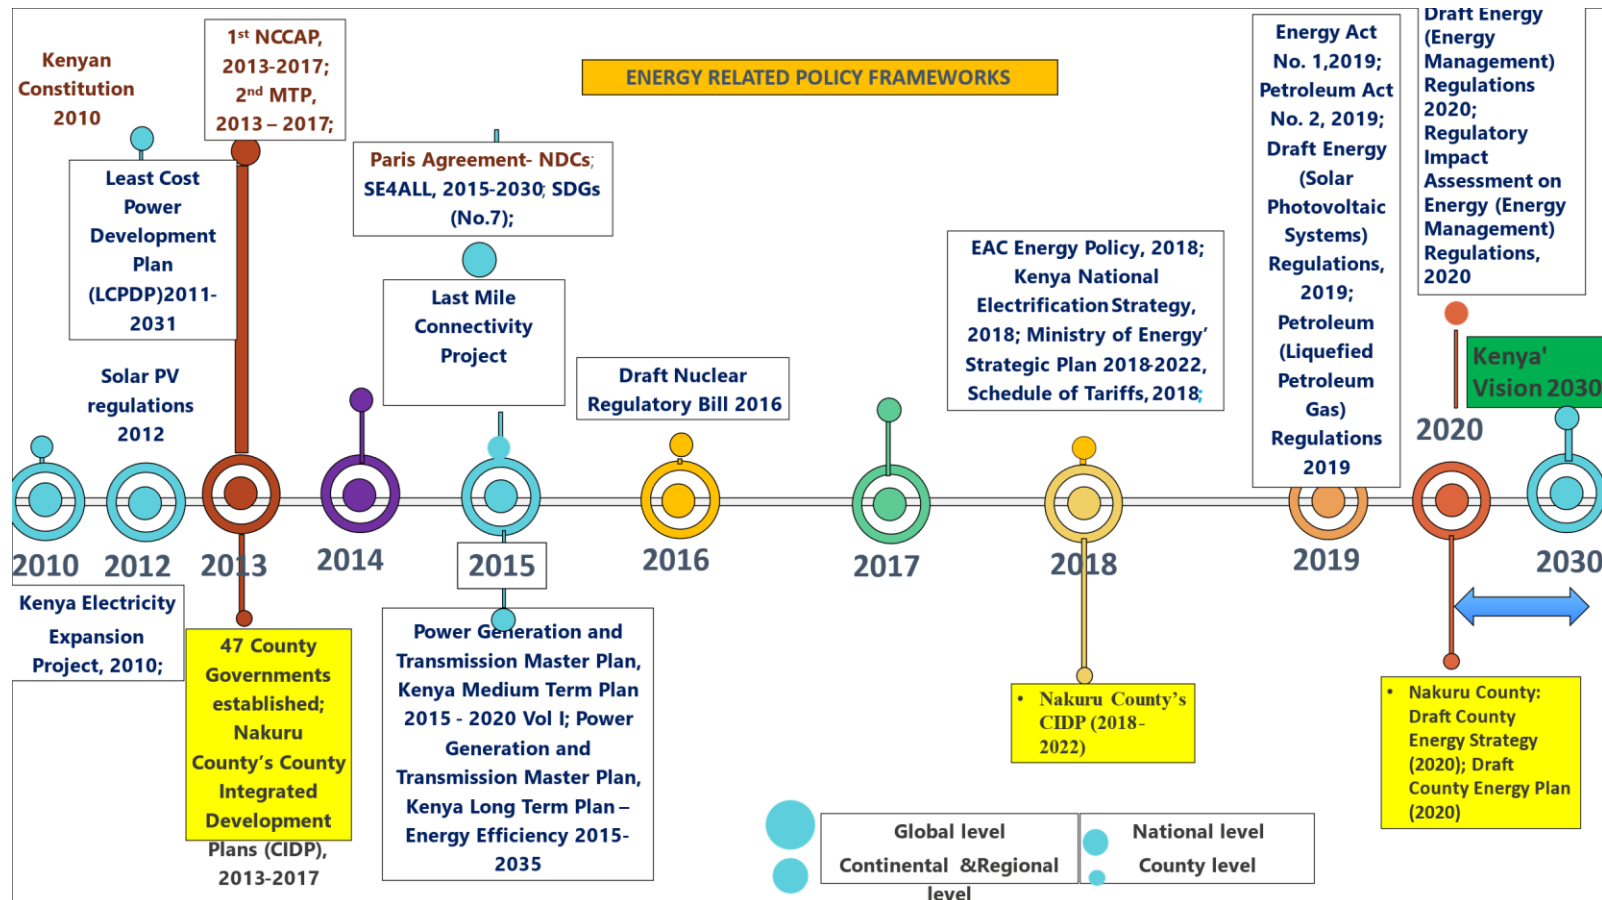 ENERGY RELATED POLICY FRAMEWORKS
Kenyan
Constitution
2010
Least Cost
Power
Development
Plan
(LCPDP)2011-
2031
Solar PV
regulations
2012
1st NCCAP,
2013-2017;
2nd MTP,
2013 – 2017;
Paris Agreement- NDCs;
SE4ALL, 2015-2030; SDGs
(No.7);
Last Mile
Connectivity
Project
Draft Nuclear
Regulatory Bill 2016
EAC Energy Policy, 2018;
Kenya National
Electrification Strategy,
2018; Ministry of Energy’
Strategic Plan 2018-2022,
Schedule of Tariffs, 2018;
Energy Act
No. 1,2019;
Petroleum Act
No. 2, 2019;
Draft Energy
(Solar
Photovoltaic
Systems)
Regulations,
2019;
Petroleum
(Liquefied
Petroleum
Gas)
Regulations
2019
Draft Energy
(Energy
Management)
Regulations
2020;
Regulatory
Impact
Assessment on
Energy (Energy
Management)
Regulations,
2020
Kenya'
Vision 2030
2020
2010
2012
2013
2014
2015
2016
2017
2018
2019
2030
Kenya Electricity
Expansion
Project, 2010;
47 County
Governments
established;
Nakuru
County’s County
Integrated
Development
Plans (CIDP),
2013-2017
Power Generation and
Transmission Master Plan,
Kenya Medium Term Plan
2015 - 2020 Vol I; Power
Generation and
Transmission Master Plan,
Kenya Long Term Plan –
Energy Efficiency 2015-
2035
• Nakuru County’s
CIDP (2018-
2022)
• Nakuru County:
Draft County
Energy Strategy
(2020); Draft
County Energy Plan
(2020)
Global level
Continental &Regional
level
National level
County level